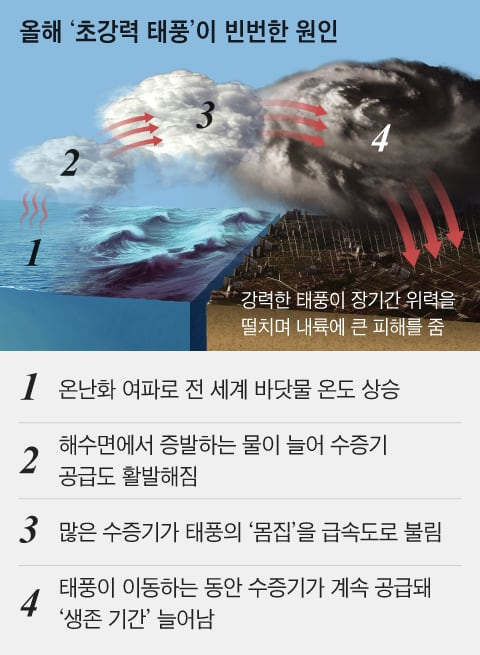 올해 ‘초강력 태풍’이 빈번한 원인
3
4
2
1
강력한 태풍이 장기간 위력을
떨치며 내륙에 큰 피해를 줌
1 온난화 여파로 전 세계 바닷물 온도 상승
2 해수면에서 증발하는 물이 늘어 수증기
공급도 활발해짐
3 많은 수증기가 태풍의 ‘몸집’을 급속도로 불림
4 태풍이 이동하는 동안 수증기가 계속 공급돼
‘생존 기간’ 늘어남